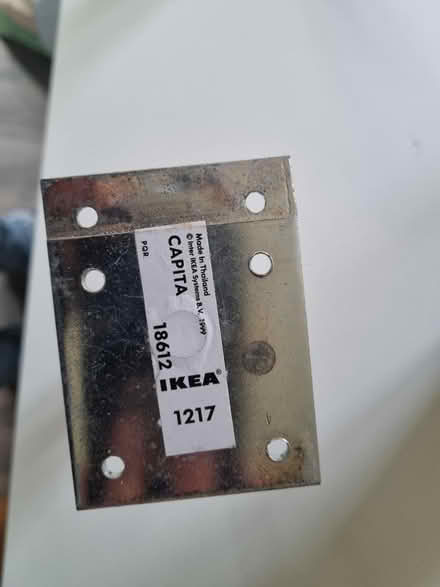 Made in Thailand
© Inter IKEA Systems B.V. 1999
CAPITA 18612
PQR
IKEA®
1217